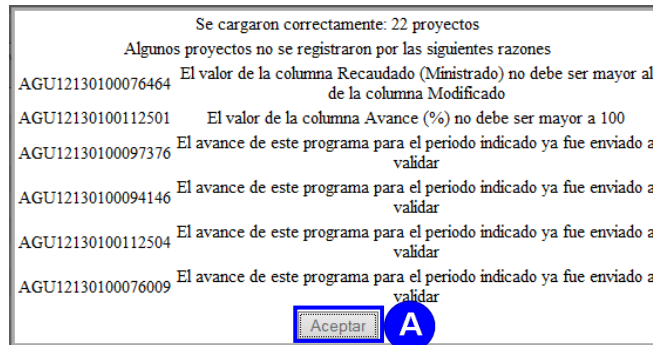 Se cargaron correctamente: 22 proyectos
Algunos proyectos no se registraron por las siguientes razones
AGU12130100076464 El valor de la columna Recaudado (Ministrado) no debe ser mayor al
de la columna Modificado
AGU12130100112501 El valor de la columna Avance (%) no debe ser mayor a 100
AGU12130100097376 El avance de este programa para el periodo indicado ya fue enviado a
validar
AGU12130100094146 El avance de este programa para el periodo indicado ya fue enviado a
validar
AGU12130100112504 El avance de este programa para el periodo indicado ya fue enviado a
validar
AGU12130100076009 El avance de este programa para el periodo indicado ya fue enviado a
validar
Aceptar A